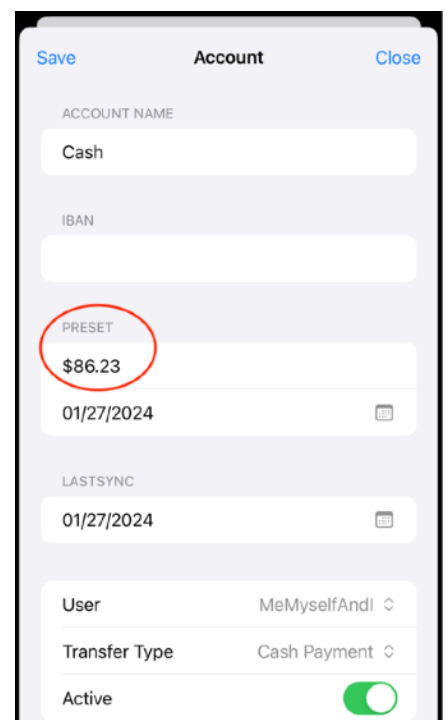 Save Account Close
ACCOUNT NAME
Cash
IBAN
PRESET
$86.23
01/27/2024
LASTSYNC
01/27/2024
User MeMyselfAndI
Transfer Type Cash Payment
Active